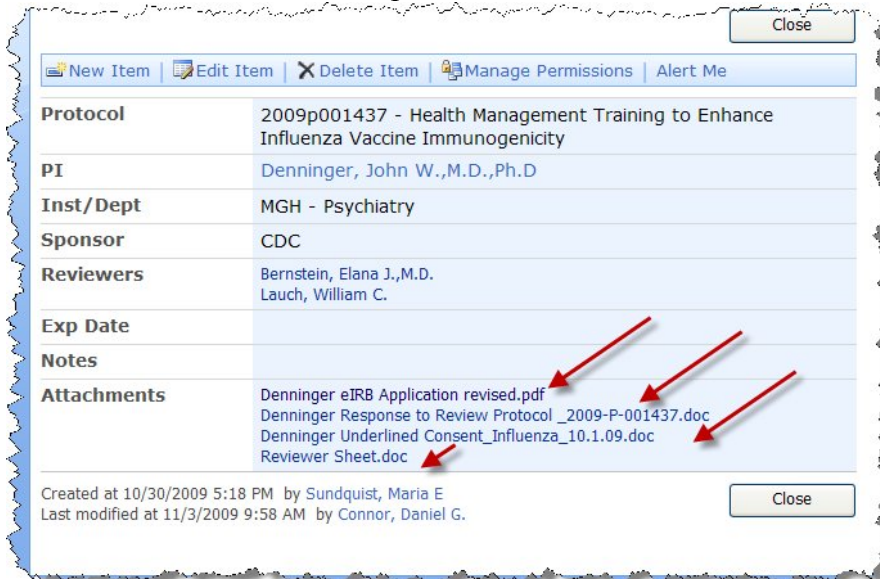 Close
New Item | Edit Item | Delete Item | Manage Permissions | Alert Me
Protocol 2009p001437 - Health Management Training to Enhance
Influenza Vaccine Immunogenicity
PI Denninger, John W.,M.D.,Ph.D
Inst/Dept MGH - Psychiatry
Sponsor CDC
Reviewers Bernstein, Elana J.,M.D.
Lauch, William C.
Exp Date
Notes
Attachments Denninger eIRB Application revised.pdf
Denninger Response to Review Protocol _2009-P-001437.doc
Denninger Underlined Consent_Influenza_10.1.09.doc
Reviewer Sheet.doc
Created at 10/30/2009 5:18 PM by Sundquist, Maria E
Last modified at 11/3/2009 9:58 AM by Connor, Daniel G.
Close